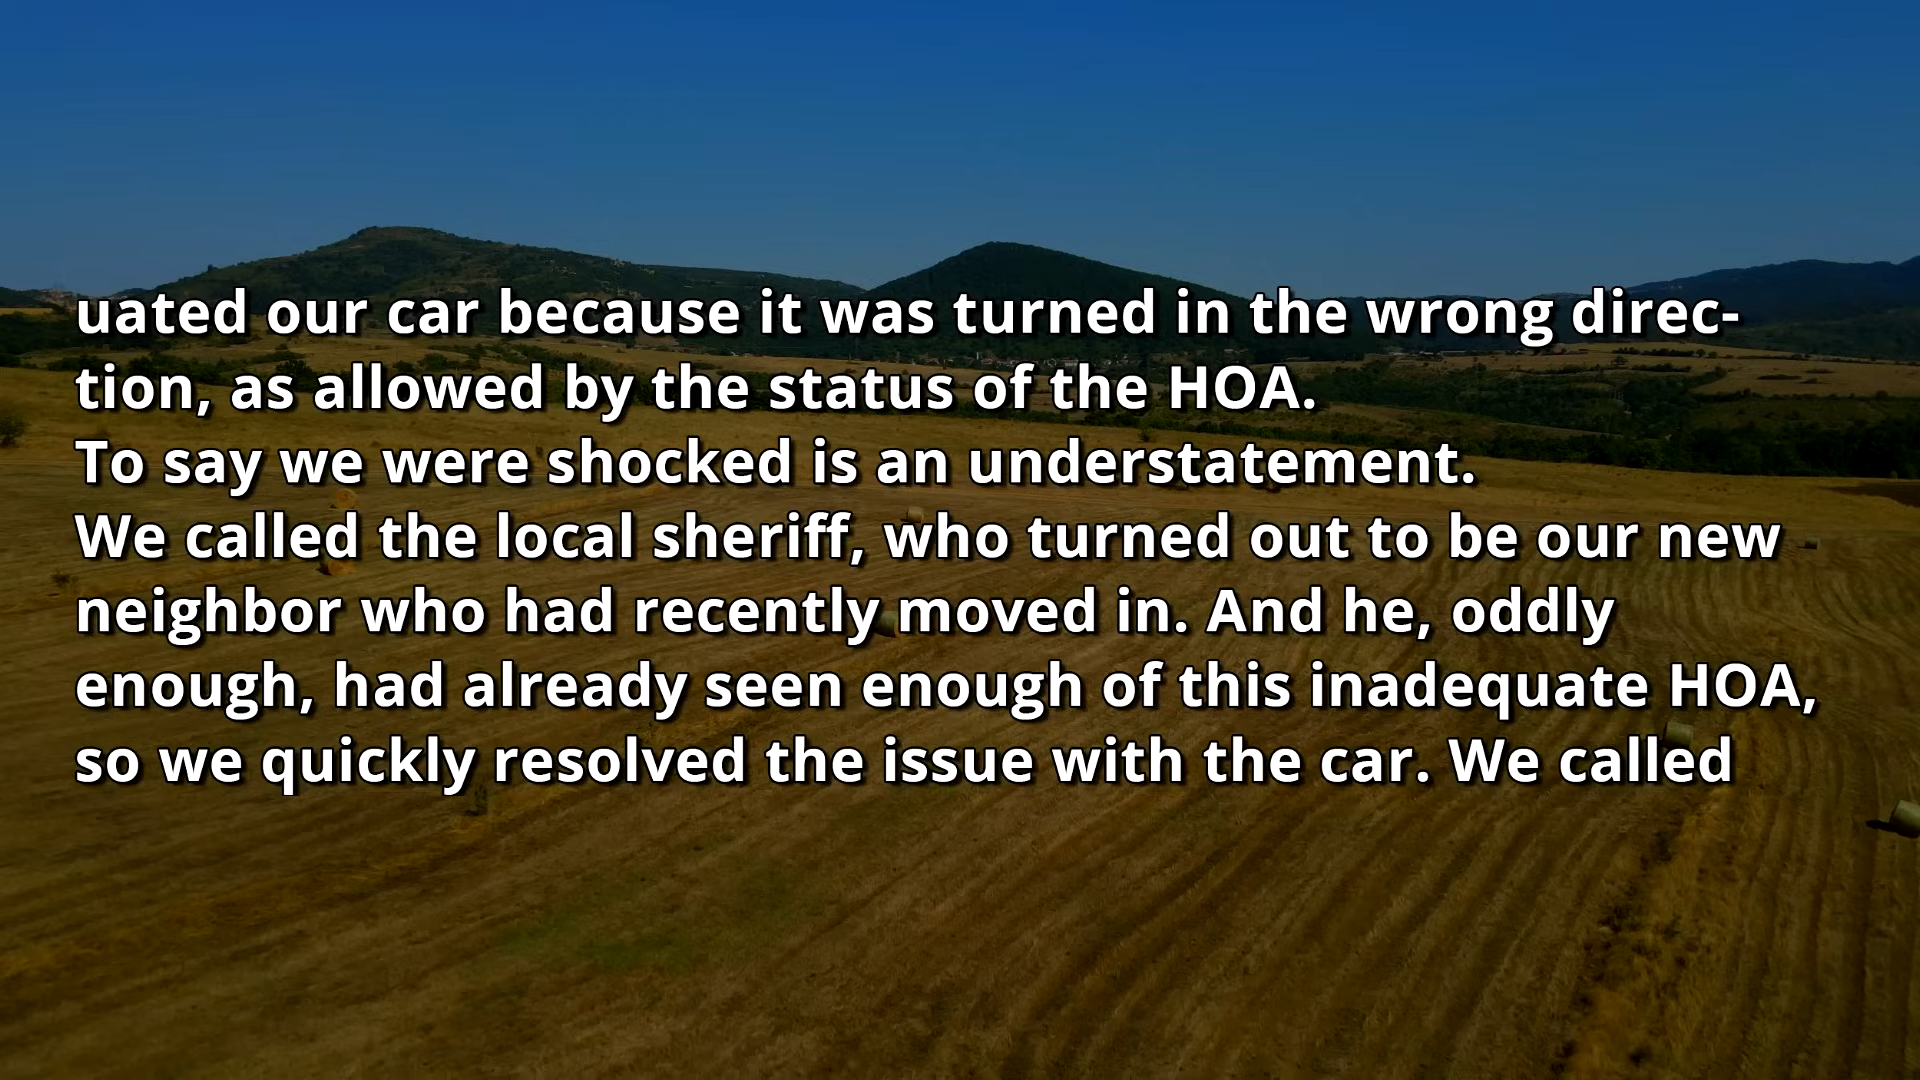 uated our car because it was turned in the wrong direc-
tion, as allowed by the status of the HOA.
To say we were shocked is an understatement.
We called the local sheriff, who turned out to be our new
neighbor who had recently moved in. And he, oddly
enough, had already seen enough of this inadequate HOA,
so we quickly resolved the issue with the car. We called